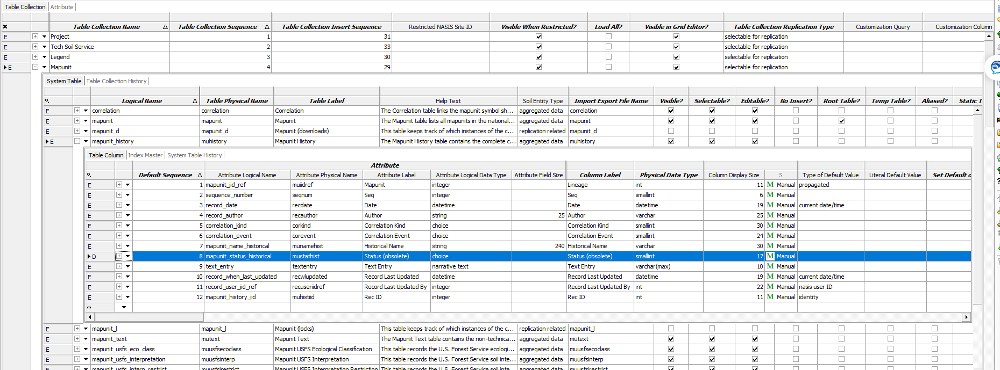 Table Collection Attribute
Table Collection Name Table Collection Sequence Table Collection Insert Sequence Restricted NASIS Site ID Visible When Restricted? Load All? Visible in Grid Editor? Table Collection Replication Type Customization Query Customization Column
E Project 1 31 selectable for replication
E Tech Soil Service 2 33 selectable for replication
E Legend 3 30 selectable for replication
E Mapunit 4 29 selectable for replication
System Table Table Collection History
Logical Name Table Physical Name Table Label Help Text Soil Entity Type Import Export File Name Visible? Selectable? Editable? No Insert? Root Table? Temp Table? Aliased? Static T
E correlation correlation Correlation The Correlation table links the mapunit symbol sh... aggregated data correlation
E mapunit mapunit Mapunit The Mapunit table lists all mapunits in the national... aggregated data mapunit
E mapunit_d mapunit_d Mapunit (downloads) This table keeps track of which instances of the c... replication related mapunit_d
E mapunit_history muhistory Mapunit History The Mapunit History table contains the complete c... aggregated data muhistory
Table Column Index Master System Table History
Attribute
Default Sequence Attribute Logical Name Attribute Physical Name Attribute Label Attribute Logical Data Type Attribute Field Size Column Label Physical Data Type Column Display Size S Type of Default Value Literal Default Value Set Default o
E 1 mapunit_iid_ref muiidref Mapunit integer Lineage int 11 M Manual propagated
E 2 sequence_number seqnum Seq integer Seq smallint 6 M Manual
E 3 record_date recdate Date datetime Date datetime 19 M Manual current date/time
E 4 record_author recauthor Author string 25 Author varchar 25 M Manual
E 5 correlation_kind corkind Correlation Kind choice Correlation Kind smallint 30 M Manual
E 6 correlation_event corevent Correlation Event choice Correlation Event smallint 24 M Manual
E 7 mapunit_name_historical munamehist Historical Name string 240 Historical Name varchar 30 M Manual
D 8 mapunit_status_historical mustathist Status (obsolete) choice Status (obsolete) smallint 17 M Manual
E 9 text_entry textentry Text Entry narrative text Text Entry varchar(max) 10 M Manual
E 10 record_when_last_updated recwlupdated Record Last Updated datetime Record Last Updated datetime 19 M Manual current date/time
E 11 record_user_iid_ref recuseriidref Record Last Updated By integer Record Last Updated By int 22 M Manual nasis user ID
E 12 mapunit_history_iid muhistiid Rec ID integer Rec ID int 11 M Manual identity
E mapunit_l mapunit_l Mapunit (locks) This table keeps track of which instances of the c... replication related mapunit_l
E mapunit_text mutext Mapunit Text The Mapunit Text table contains the non-technica... aggregated data mutext
E mapunit_usfs_eco_class muusfsecoclass Mapunit USFS Ecological Classification This table records the U.S. Forest Service ecologi... aggregated data muusfsecoclass
E mapunit_usfs_interpretation muusfsinterp Mapunit USFS Interpretation This table records the U.S. Forest Service soil inte... aggregated data muusfsinterp
E mapunit_usfs_interp_restrict muusfsirestrict Mapunit USFS Interpretation Restriction This table records the U.S. Forest Service soil inte... aggregated data muusfsirestrict